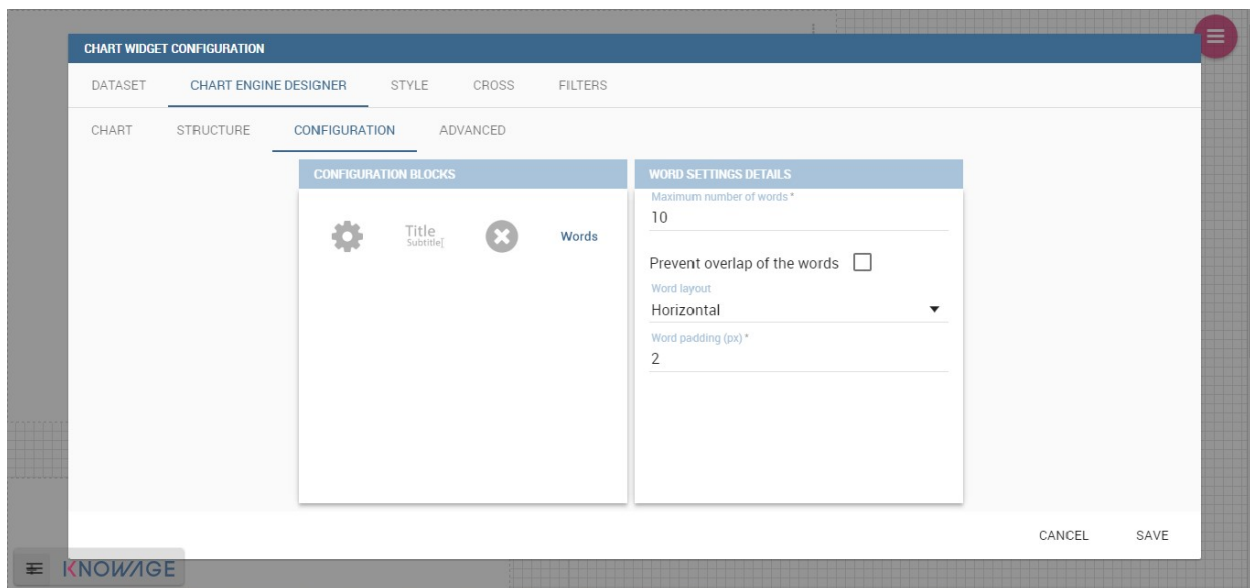 CHART WIDGET CONFIGURATION
DATASET CHART ENGINE DESIGNER STYLE CROSS FILTERS
CHART STRUCTURE CONFIGURATION ADVANCED
CONFIGURATION BLOCKS
Title
Subtitle[
Words
WORD SETTINGS DETAILS
Maximum number of words *
10
Prevent overlap of the words
Word layout
Horizontal
Word padding (px) *
2
CANCEL SAVE
KNOWAGE